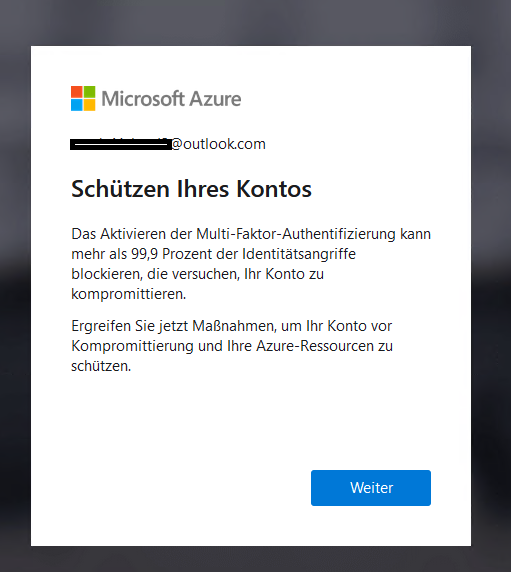 Microsoft Azure
@outlook.com
Schützen Ihres Kontos
Das Aktivieren der Multi-Faktor-Authentifizierung kann
mehr als 99,9 Prozent der Identitätsangriffe
blockieren, die versuchen, Ihr Konto zu
kompromittieren.
Ergreifen Sie jetzt Maßnahmen, um Ihr Konto vor
Kompromittierung und Ihre Azure-Ressourcen zu
schützen.
Weiter